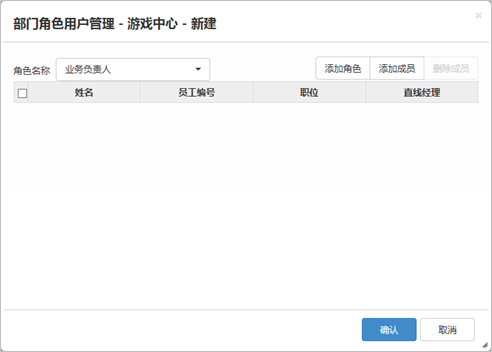 部门角色用户管理 - 游戏中心 - 新建
×
角色名称 业务负责人 添加角色 添加成员 删除成员
姓名 员工编号 职位 直线经理
确认 取消